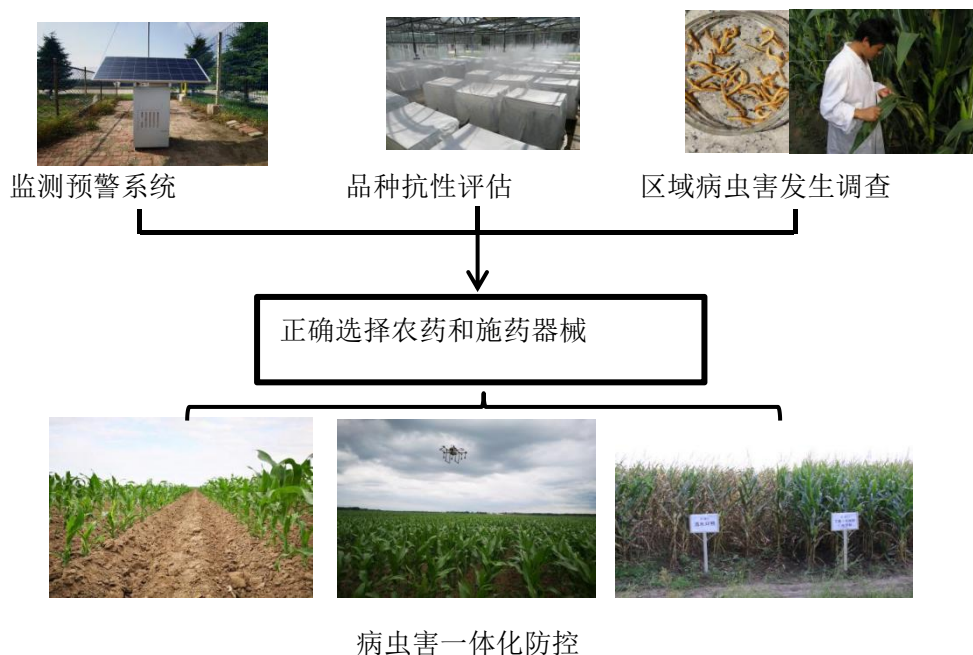 监测预警系统
品种抗性评估
区域病虫害发生调查
正确选择农药和施药器械
病虫害一体化防控